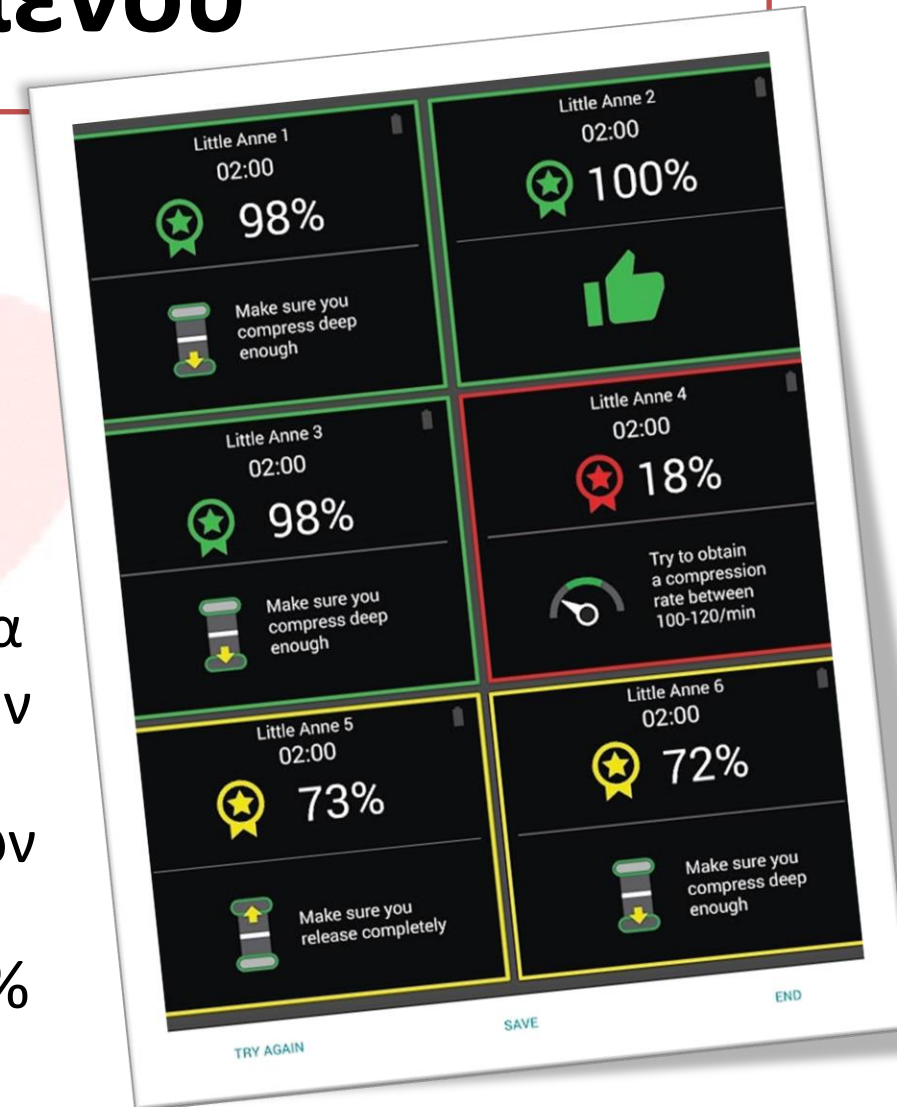 Little Anne 1
02:00
98%
Make sure you
compress deep
enough
Little Anne 2
02:00
100%
Little Anne 3
02:00
98%
Make sure you
compress deep
enough
Little Anne 4
02:00
18%
Try to obtain
a compression
rate between
100-120/min
Little Anne 5
02:00
73%
Make sure you
release completely
Little Anne 6
02:00
72%
Make sure you
compress deep
enough
TRY AGAIN
SAVE
END
%